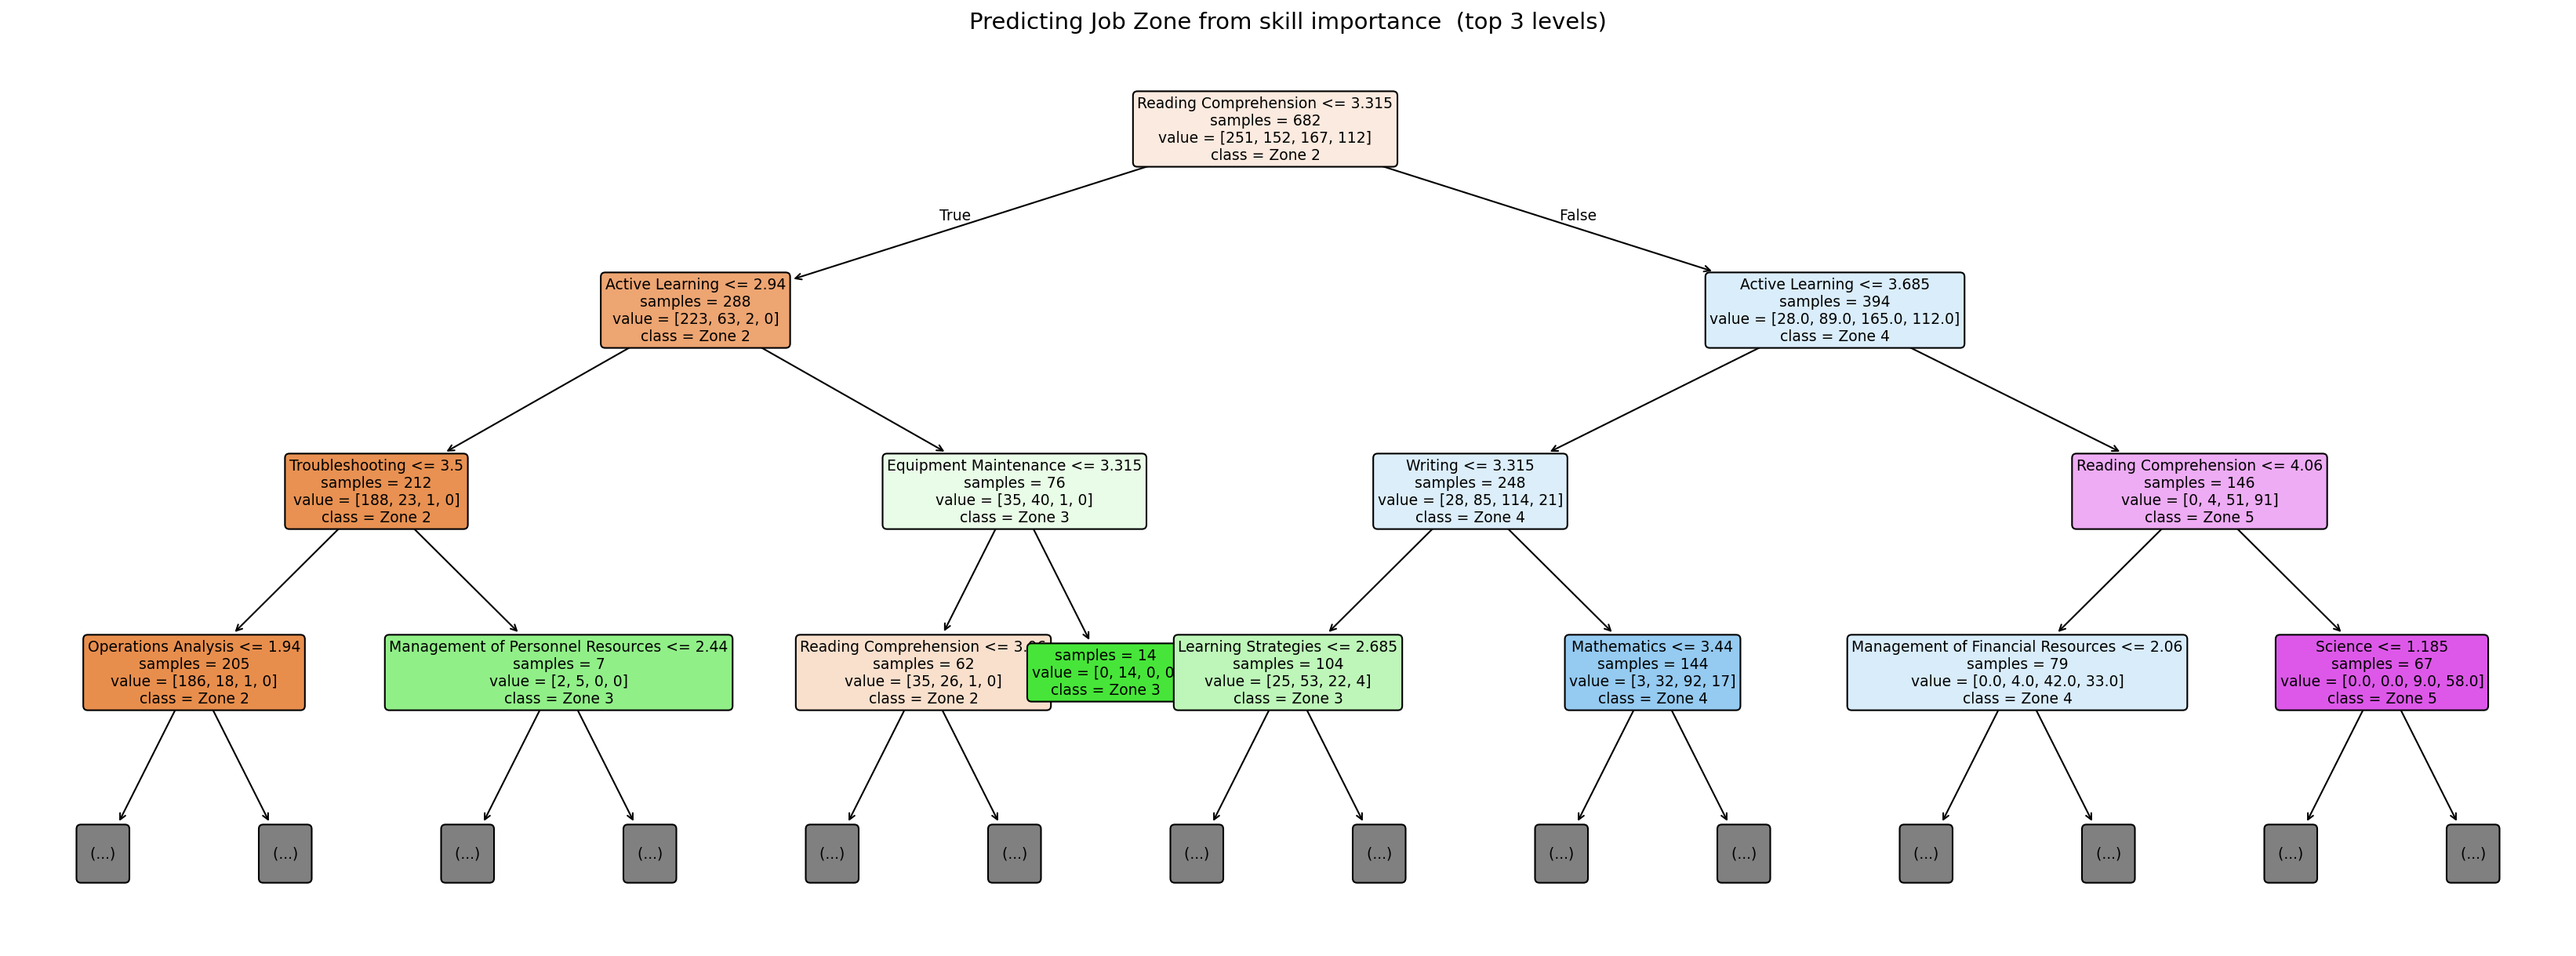 Predicting Job Zone from skill importance  (top 3 levels)
Reading Comprehension <= 3.315
samples = 682
value = [251, 152, 167, 112]
class = Zone 2
True
False
Active Learning <= 2.94
samples = 288
value = [223, 63, 2, 0]
class = Zone 2
Active Learning <= 3.685
samples = 394
value = [28.0, 89.0, 165.0, 112.0]
class = Zone 4
Troubleshooting <= 3.5
samples = 212
value = [188, 23, 1, 0]
class = Zone 2
Equipment Maintenance <= 3.315
samples = 76
value = [35, 40, 1, 0]
class = Zone 3
Writing <= 3.315
samples = 248
value = [28, 85, 114, 21]
class = Zone 4
Reading Comprehension <= 4.06
samples = 146
value = [0, 4, 51, 91]
class = Zone 5
Operations Analysis <= 1.94
samples = 205
value = [186, 18, 1, 0]
class = Zone 2
Management of Personnel Resources <= 2.44
samples = 7
value = [2, 5, 0, 0]
class = Zone 3
Reading Comprehension <=
samples = 62
value = [35, 26, 1, 0]
class = Zone 2
samples = 14
value = [0, 14, 0, 0
class = Zone 3
Learning Strategies <= 2.685
samples = 104
value = [25, 53, 22, 4]
class = Zone 3
Mathematics <= 3.44
samples = 144
value = [3, 32, 92, 17]
class = Zone 4
Management of Financial Resources <= 2.06
samples = 79
value = [0.0, 4.0, 42.0, 33.0]
class = Zone 4
Science <= 1.185
samples = 67
value = [0.0, 0.0, 9.0, 58.0]
class = Zone 5
(...)
(...)
(...)
(...)
(...)
(...)
(...)
(...)
(...)
(...)
(...)
(...)
(...)
(...)